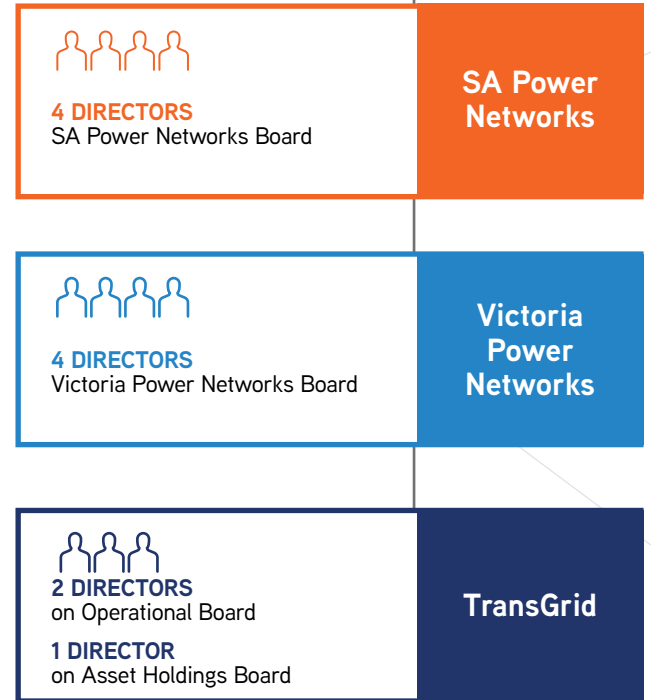 4 DIRECTORS
SA Power Networks Board
SA Power
Networks
4 DIRECTORS
Victoria Power Networks Board
Victoria
Power
Networks
2 DIRECTORS
on Operational Board
1 DIRECTOR
on Asset Holdings Board
TransGrid